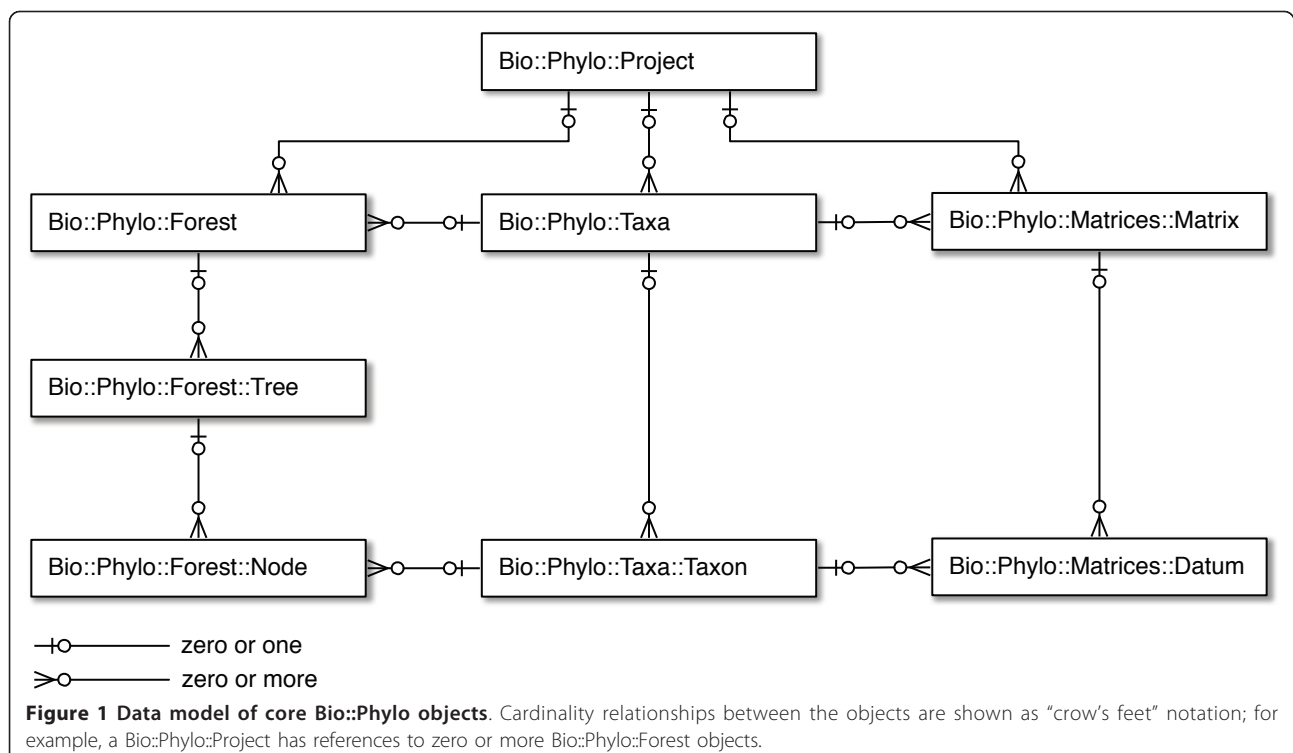 Bio::Phylo::Project
Bio::Phylo::Forest
Bio::Phylo::Taxa
Bio::Phylo::Matrices::Matrix
Bio::Phylo::Forest::Tree
Bio::Phylo::Forest::Node
Bio::Phylo::Taxa::Taxon
Bio::Phylo::Matrices::Datum
zero or one
zero or more
Figure 1 Data model of core Bio::Phylo objects. Cardinality relationships between the objects are shown as “crow’s feet” notation; for
example, a Bio::Phylo::Project has references to zero or more Bio::Phylo::Forest objects.